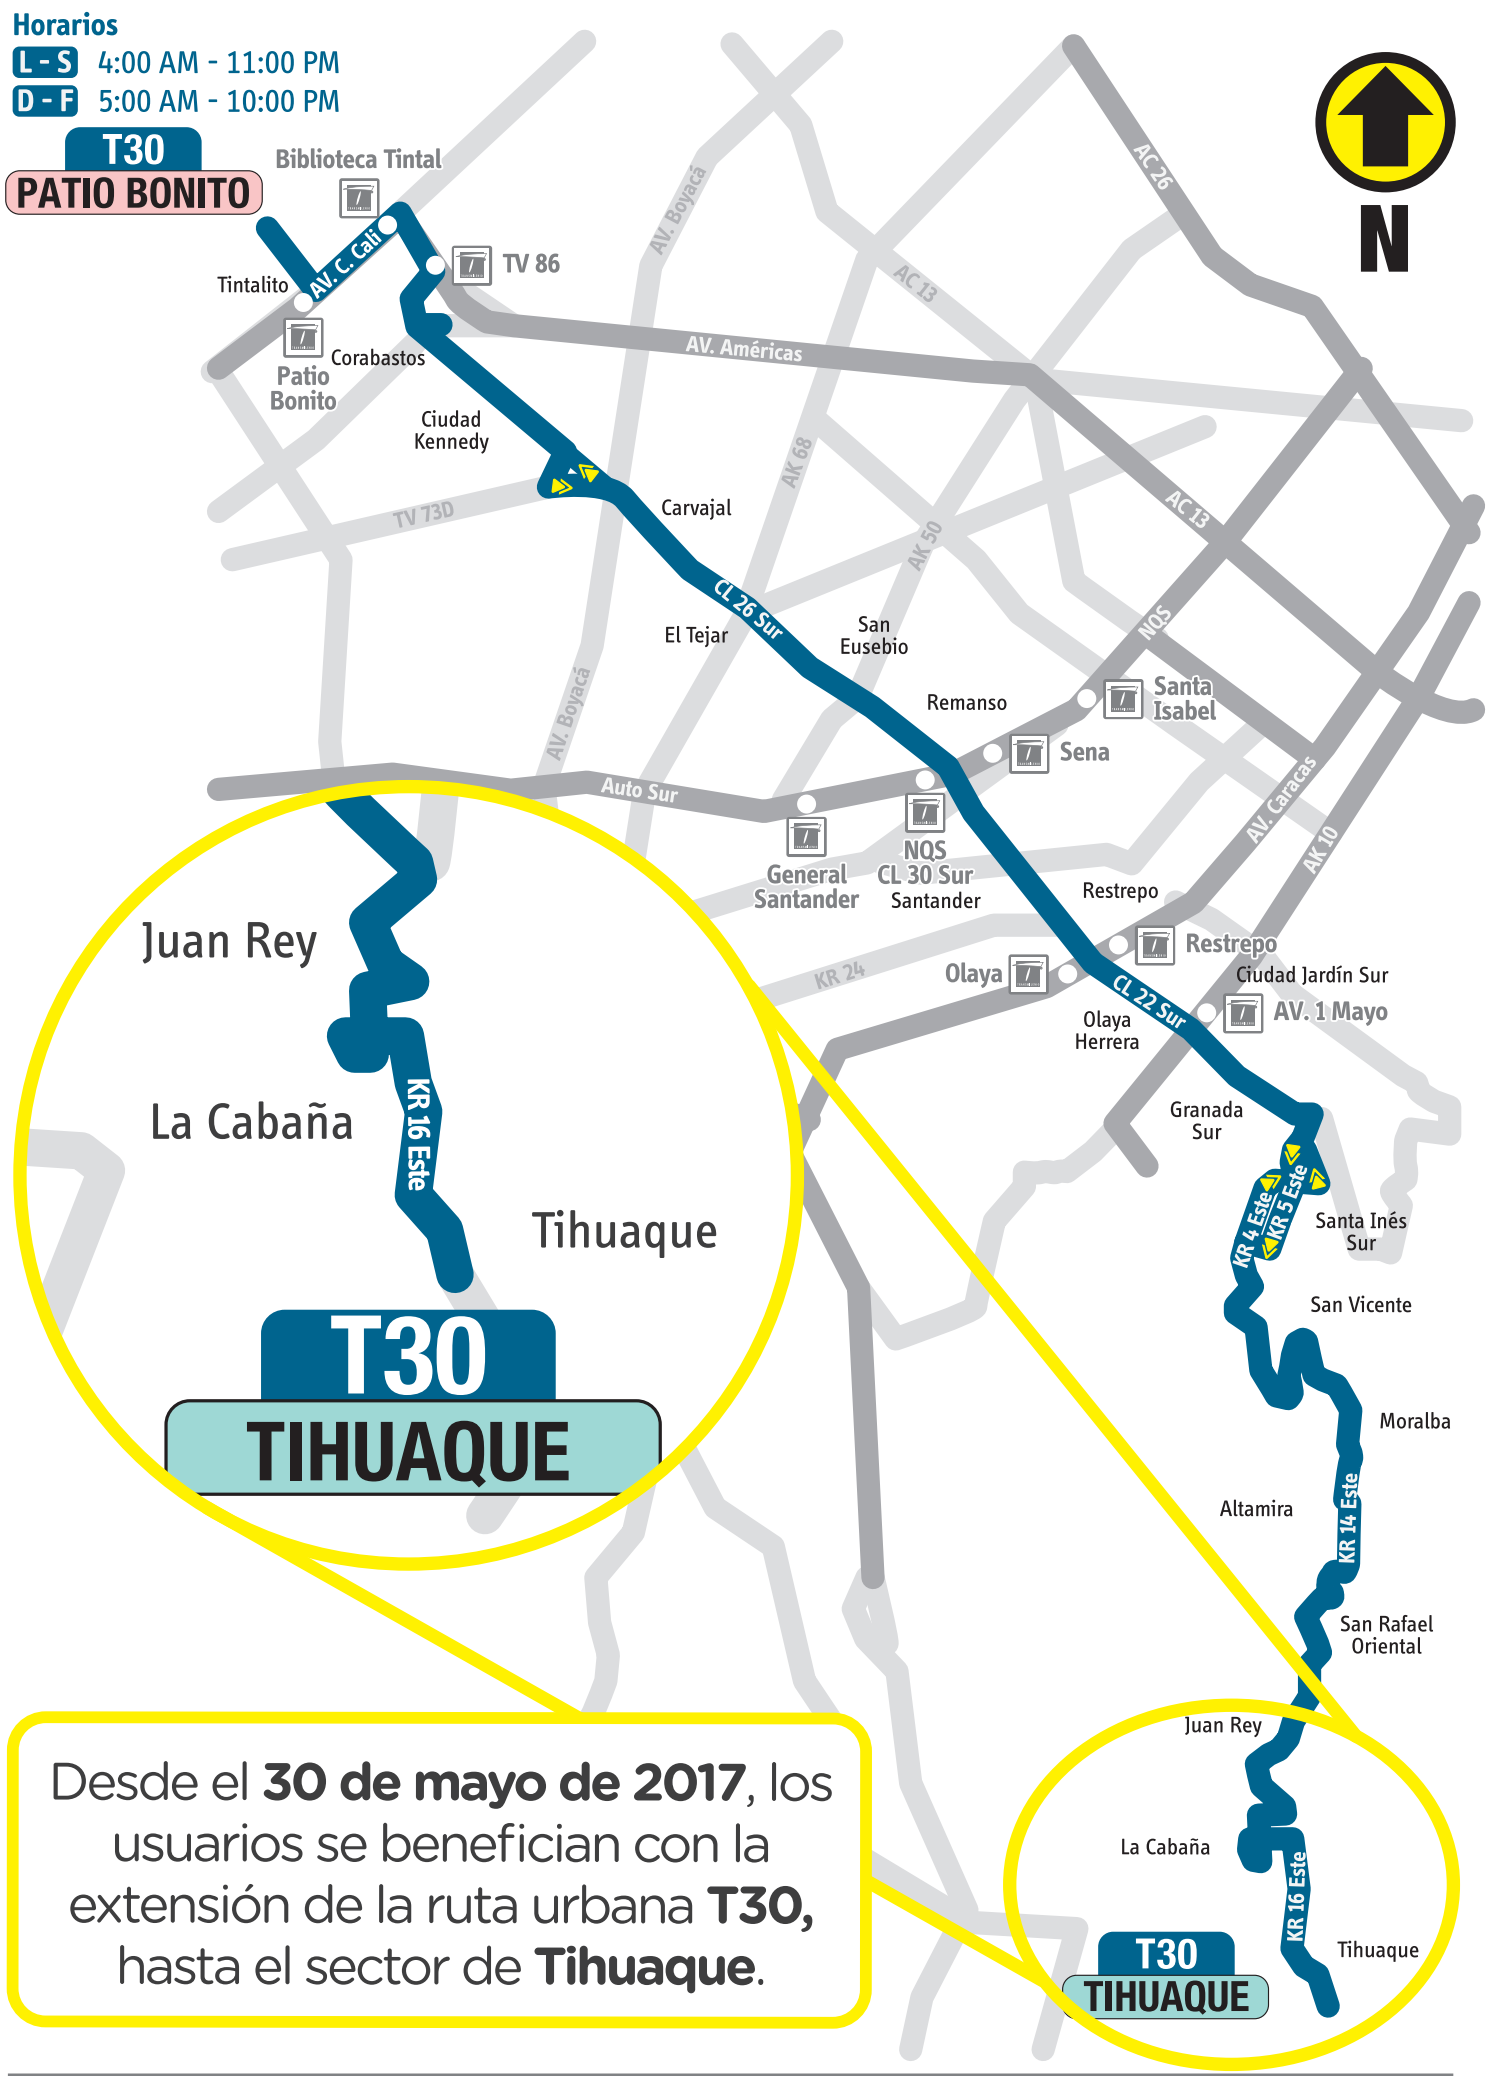 Horarios
L - S 4:00 AM - 11:00 PM
D - F 5:00 AM - 10:00 PM
T30
PATIO BONITO
Biblioteca Tintal
AV. C. Cali
Tintalito
TV 86
Patio
Bonito
Corabastos
Ciudad
Kennedy
AV. Boyacá
AC 26
N
AC 13
AV. Américas
AK 68
TV 73D
Carvajal
AK 50
AC 13
CL 26 Sur
El Tejar
San
Eusebio
NQS
Remanso
Santa
Isabel
Sena
AV. Boyacá
Auto Sur
General
Santander
NQS
CL 30 Sur
Santander
AV. Caracas
AK 10
Restrepo
Restrepo
Olaya
KR 24
Ciudad Jardín Sur
AV. 1 Mayo
CL 22 Sur
Olaya
Herrera
Granada
Sur
KR 4 Este
KR 5 Este
Santa Inés
Sur
San Vicente
Moralba
Altamira
KR 14 Este
San Rafael
Oriental
Juan Rey
La Cabaña
KR 16 Este
Tihuaque
T30
TIHUAQUE
Juan Rey
La Cabaña
KR 16 Este
Tihuaque
T30
TIHUAQUE
Desde el 30 de mayo de 2017, los
usuarios se benefician con la
extensión de la ruta urbana T30,
hasta el sector de Tihuaque.